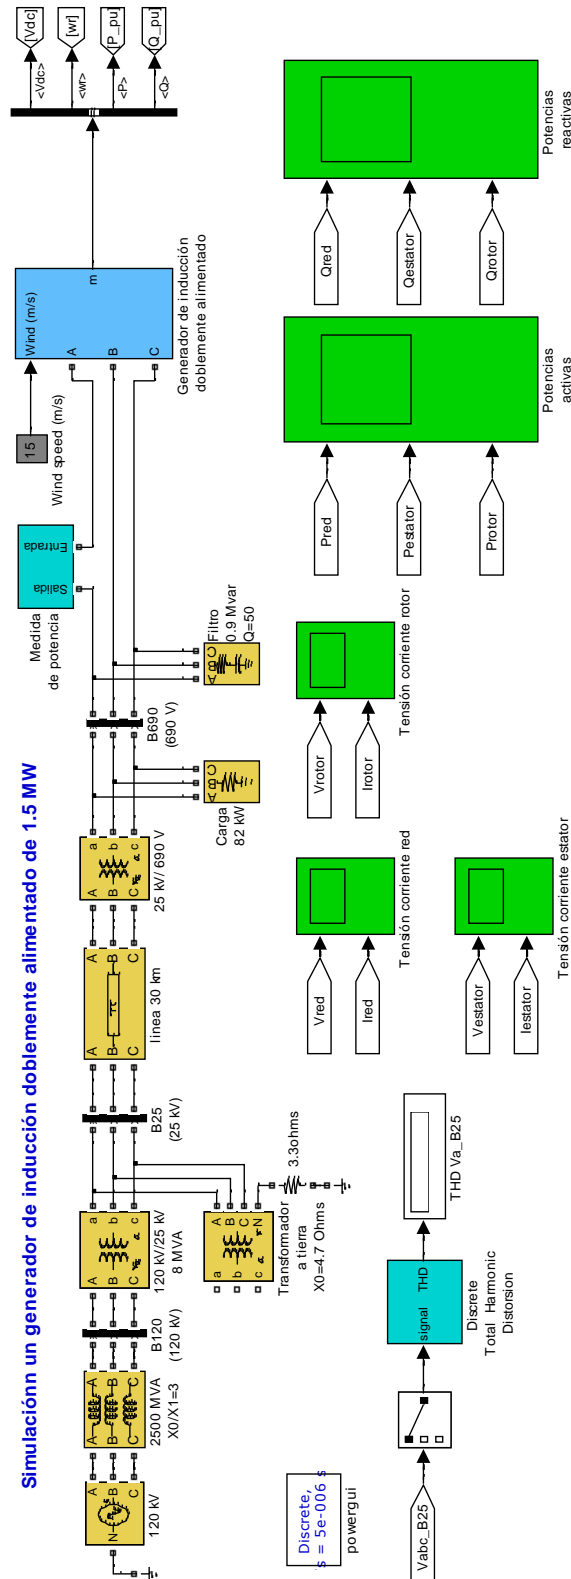 Simulaciónn un generador de inducción doblemente alimentado de 1.5 MW
N
A
B
C
120 kV
A
B
C
A
B
C
2500 MVA
X0/X1=3
B120
(120 kV)
A
B
C
a
b
c
120 kV/25 kV
8 MVA
a
b
c
A
B
C
N
Transformador
a tierra
X0=4.7 Ohms
3.3ohms
B25
(25 kV)
A
B
C
A
B
C
línea 30 km
A
B
C
a
b
c
25 kV/ 690 V
A
B
C
Carga
82 kW
B690
(690 V)
A
B
C
Filtro
0.9 Mvar
Q=50
Salida
Entrada
Medida
de potencia
15
Wind speed (m/s)
Wind (m/s)
A
B
C
m
Generador de inducción
doblemente alimentado
<Vdc>
<wr>
<P>
<Q>
[Vdc]
[wr]
[P_pu]
[Q_pu]
Discrete,
s = 5e-006 s
powergui
Vabc_B25
signal
THD
Discrete
Total Harmonic
Distorsion
THD Va_B25
Vred
Ired
Tensión corriente red
Vestator
Iestator
Tensión corriente estator
Vrotor
Irotor
Tensión corriente rotor
Pred
Pestator
Protor
Potencias
activas
Qred
Qestator
Qrotor
Potencias
reactivas